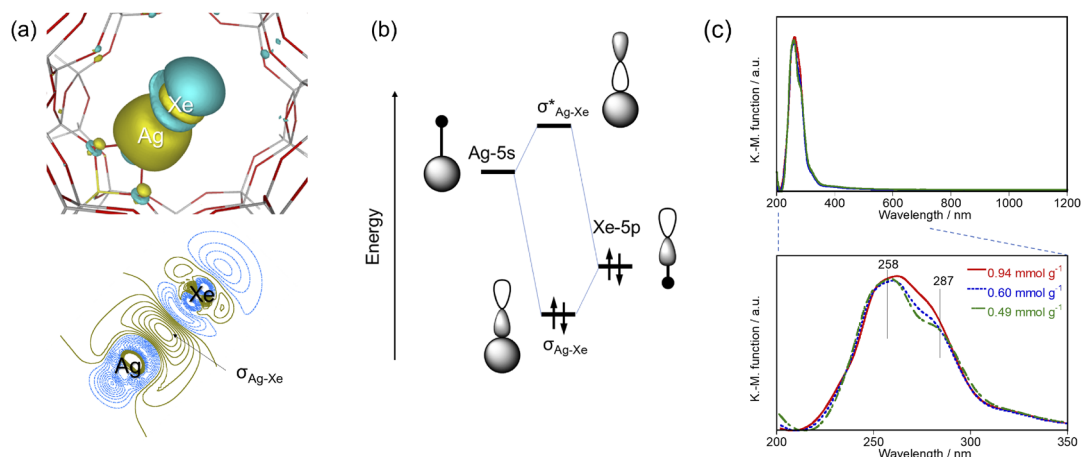 (a)
Xe
Ag
Xe
Ag
σAg-Xe
(b)
Energy
σ*Ag-Xe
Ag-5s
Xe-5p
σAg-Xe
(c)
K.-M. function / a.u.
200 400 600 800 1000 1200
Wavelength / nm
K.-M. function / a.u.
258
287
0.94 mmol g-1
0.60 mmol g-1
0.49 mmol g-1
200 250 300 350
Wavelength / nm